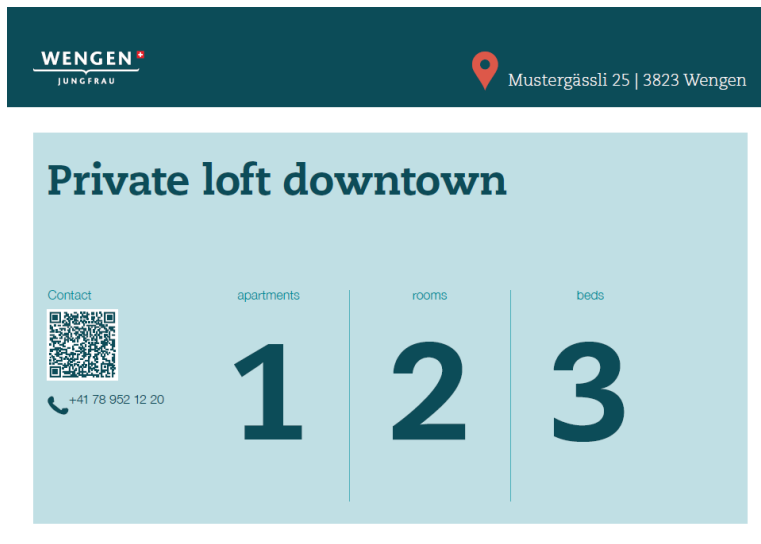 WENGEN
JUNGFRAU
Mustergässli 25 | 3823 Wengen
Private loft downtown
Contact
+41 78 952 12 20
apartments
1
rooms
2
beds
3